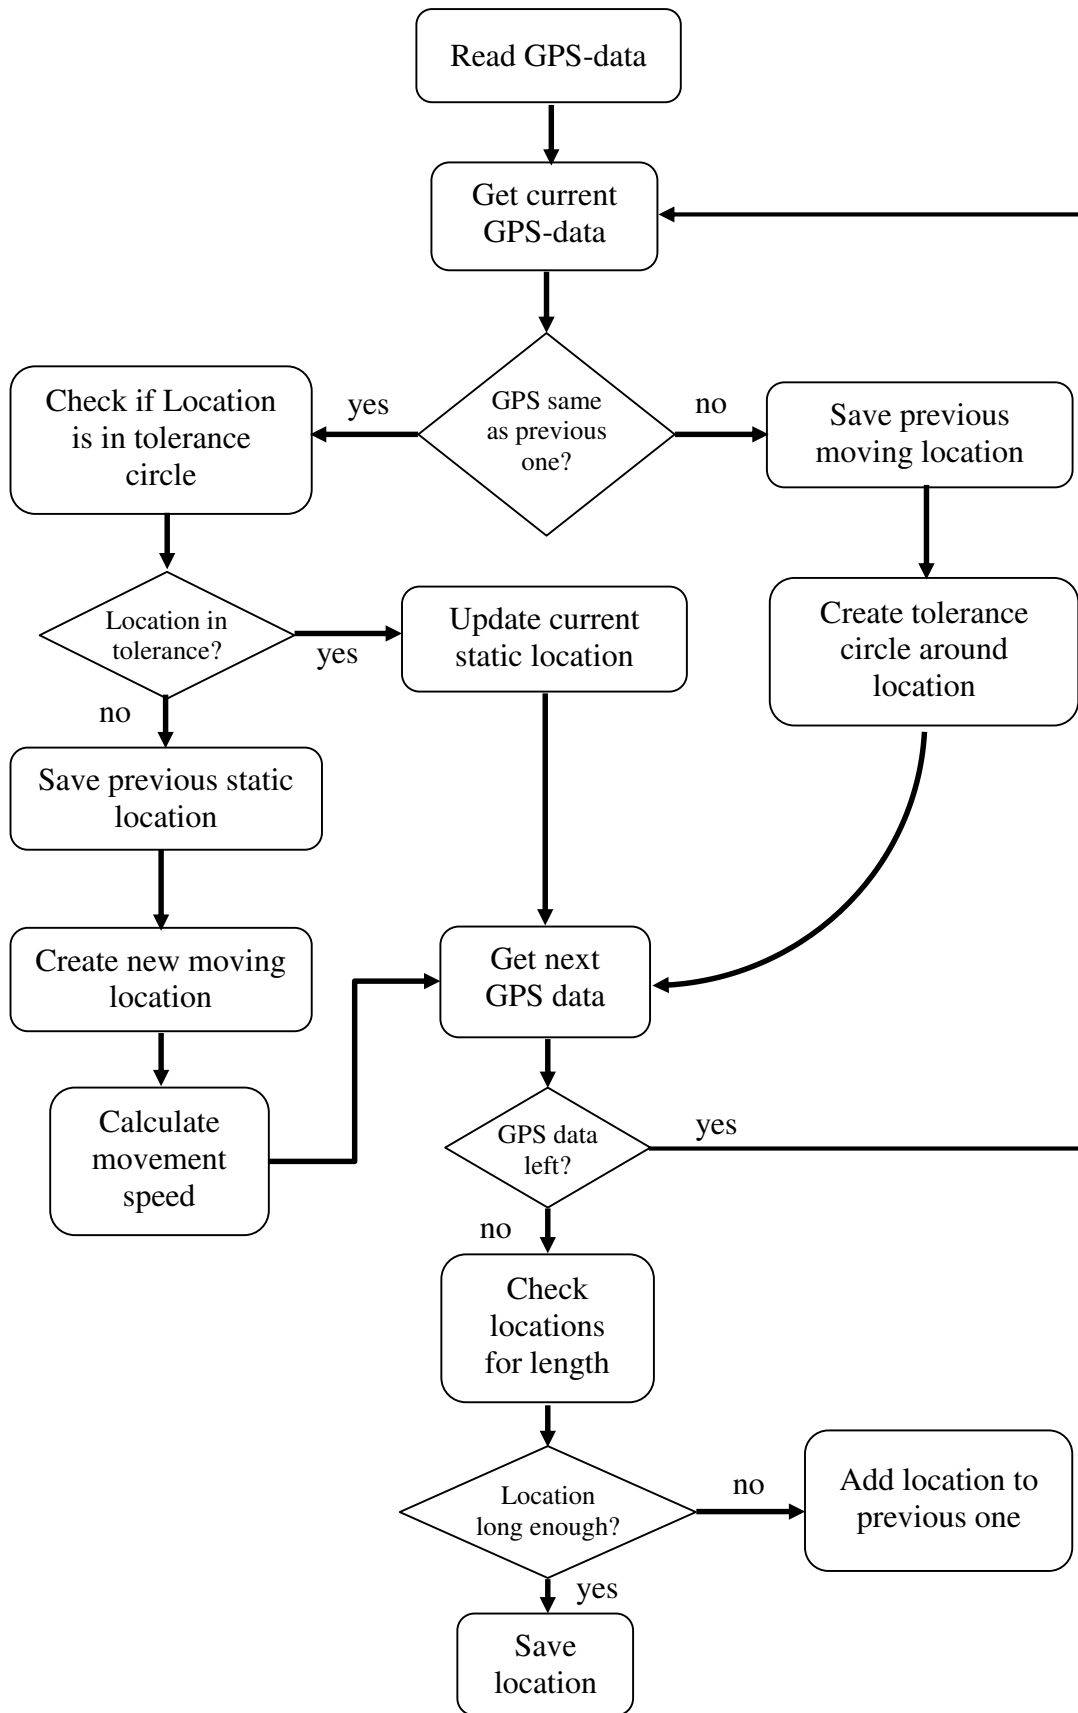 Read GPS-data
Get current
GPS-data
GPS same
as previous
one?
yes
no
Check if Location
is in tolerance
circle
Save previous
moving location
Location in
tolerance?
yes
no
Update current
static location
Create tolerance
circle around
location
Save previous static
location
Create new moving
location
Calculate
movement
speed
Get next
GPS data
GPS data
left?
yes
no
Check
locations
for length
Location
long enough?
no
yes
Add location to
previous one
Save
location